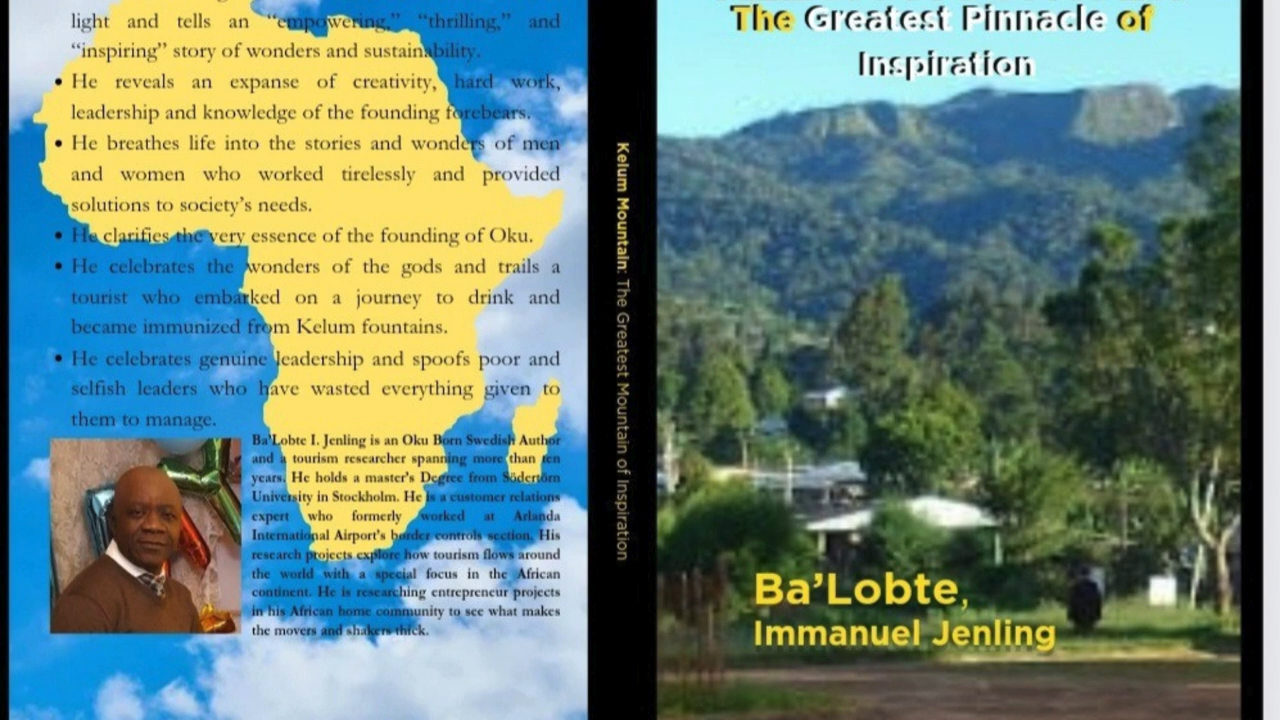 light and tells an “empowering,” “thrilling,” and
“inspiring” story of wonders and sustainability.
• He reveals an expanse of creativity, hard work,
leadership and knowledge of the founding forebears.
• He breathes life into the stories and wonders of men
and women who worked tirelessly and provided
solutions to society’s needs.
• He clarifies the very essence of the founding of Oku.
• He celebrates the wonders of the gods and trails a
tourist who embarked on a journey to drink and
became immunized from Kelum fountains.
• He celebrates genuine leadership and spoofs poor and
selfish leaders who have wasted everything given to
them to manage.
Ba’Lobte I. Jenling is an Oku Born Swedish Author
and a tourism researcher spanning more than ten
years. He holds a master’s Degree from Södertörn
University in Stockholm. He is a customer relations
expert who formerly worked at Arlanda
International Airport’s border controls section. His
research projects explore how tourism flows around
the world with a special focus in the African
continent. He is researching entrepreneur projects
in his African home community to see what makes
the movers and shakers thick.
Kelum Mountain: The Greatest Mountain of Inspiration
The Greatest Pinnacle of
Inspiration
Ba’Lobte,
Immanuel Jenling